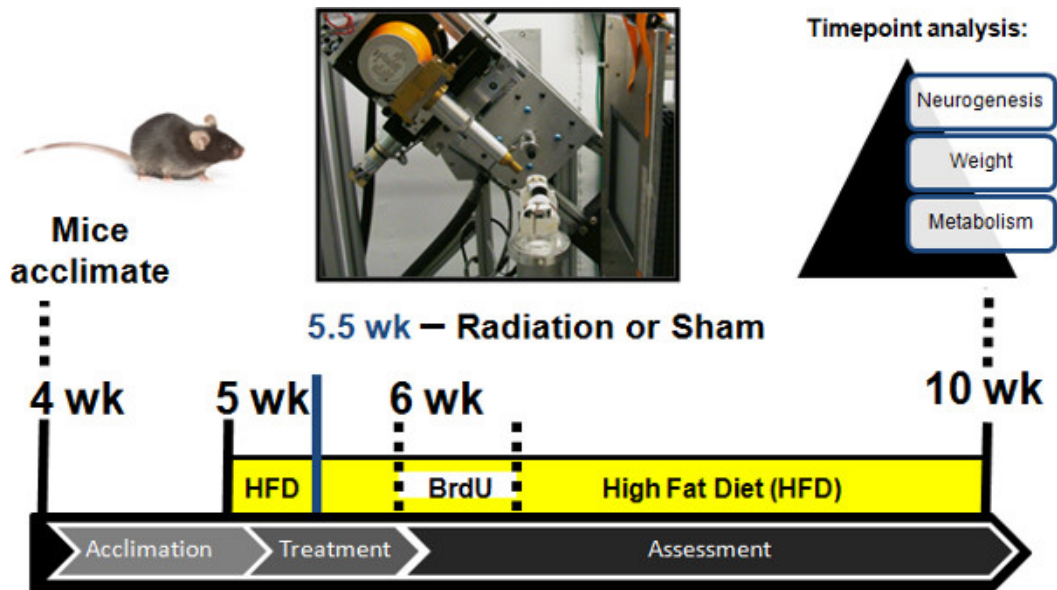 Timepoint analysis:
Neurogenesis
Weight
Metabolism
Mice
acclimate
5.5 wk – Radiation or Sham
4 wk
5 wk
6 wk
10 wk
HFD
BrdU
High Fat Diet (HFD)
Acclimation
Treatment
Assessment